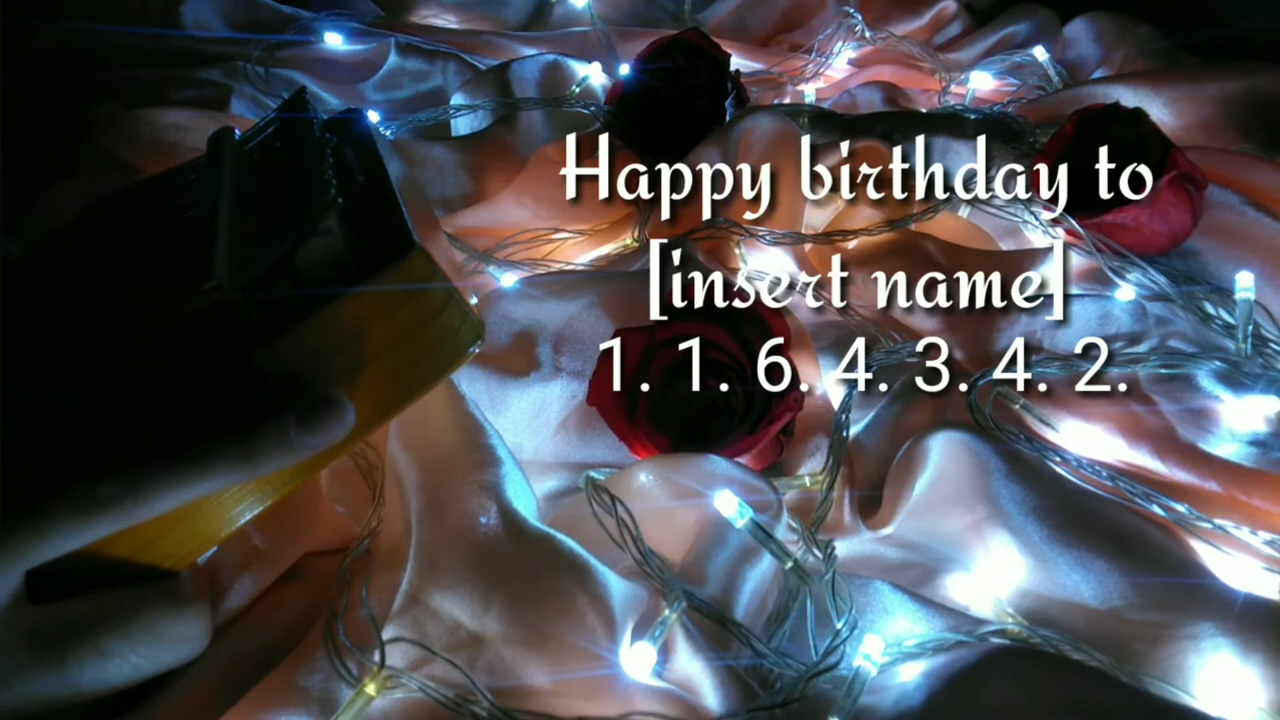 Happy birthday to
[insert name]
1. 1. 6. 4. 3. 4. 2.